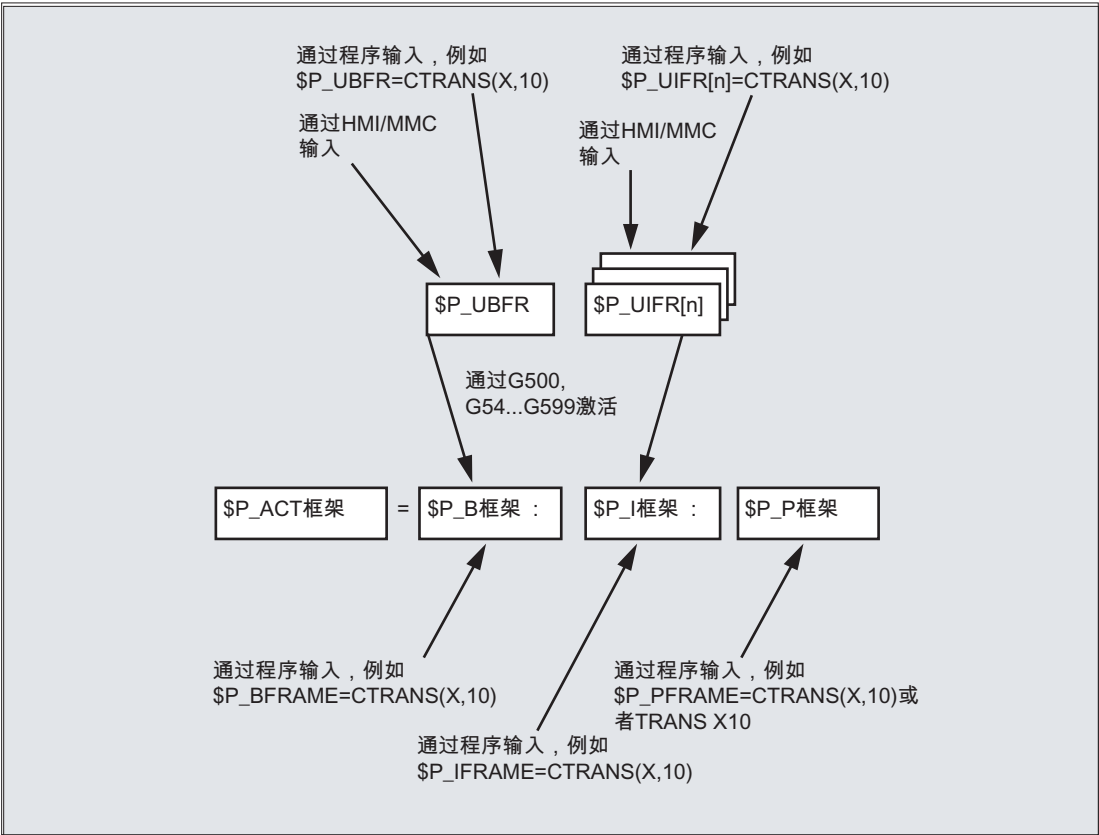 通过程序输入，例如
$P_UBFR=CTRANS(X,10)
通过程序输入，例如
$P_UIFR[n]=CTRANS(X,10)
通过HMI/MMC
输入
通过HMI/MMC
输入
$P_UBFR
$P_UIFR[n]
通过G500,
G54...G599激活
$P_ACT框架 = $P_B框架 : $P_I框架 : $P_P框架
通过程序输入，例如
$P_BFRAME=CTRANS(X,10)
通过程序输入，例如
$P_PFRAME=CTRANS(X,10)或
者TRANS X10
通过程序输入，例如
$P_IFRAME=CTRANS(X,10)